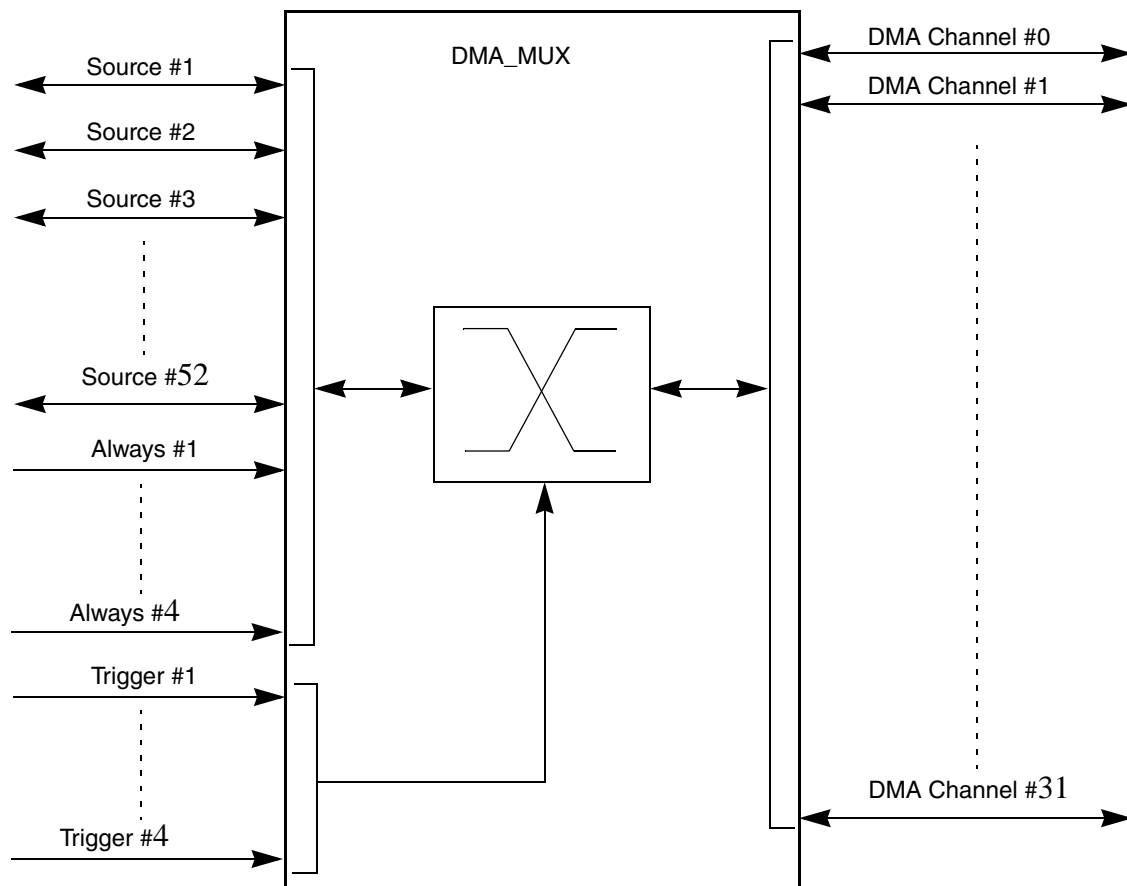 DMA_MUX
Source #1
Source #2
Source #3
Source #52
Always #1
Always #4
Trigger #1
Trigger #4
DMA Channel #0
DMA Channel #1
DMA Channel #31